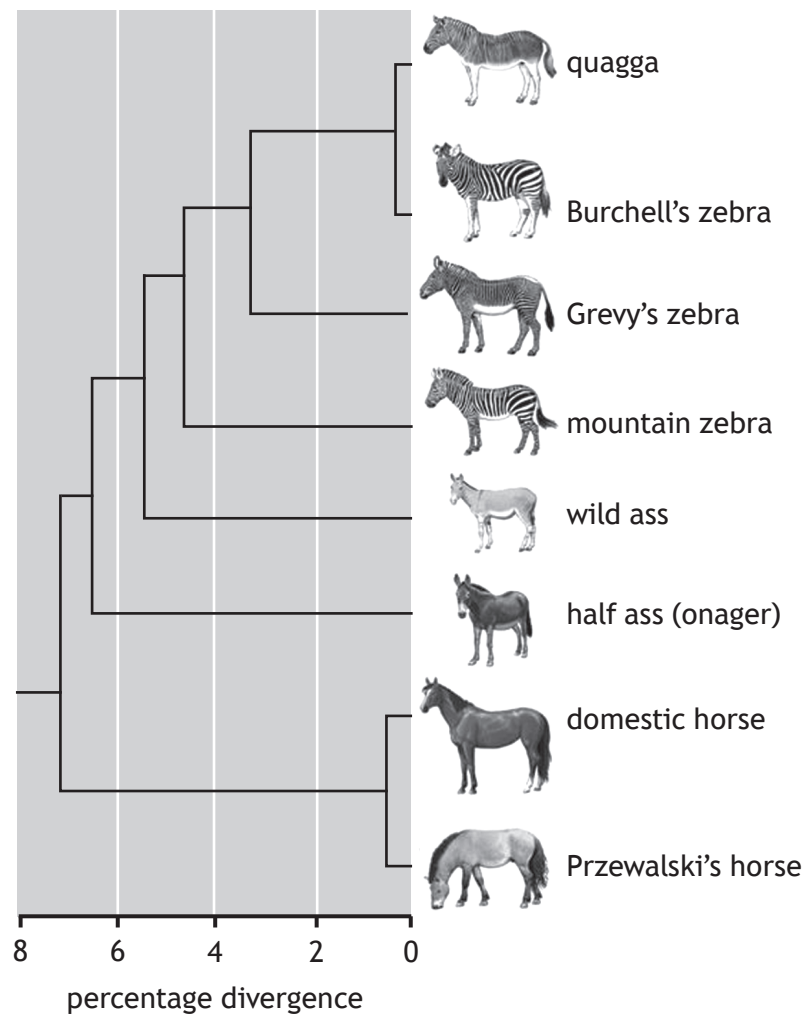 quagga
Burchell’s zebra
Grevy’s zebra
mountain zebra
wild ass
half ass (onager)
domestic horse
Przewalski’s horse
8 6 4 2 0
percentage divergence